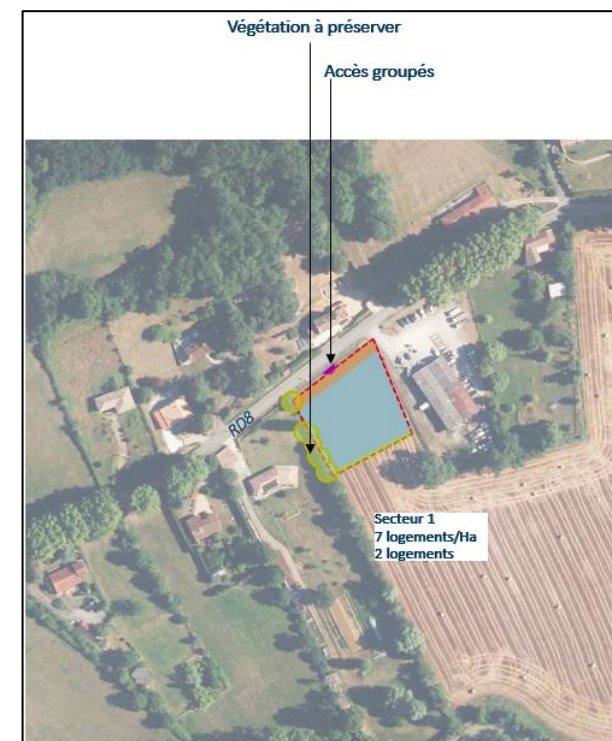 Végétation à préserver
Accès groupés
RD8
Secteur 1
7 logements/Ha
2 logements